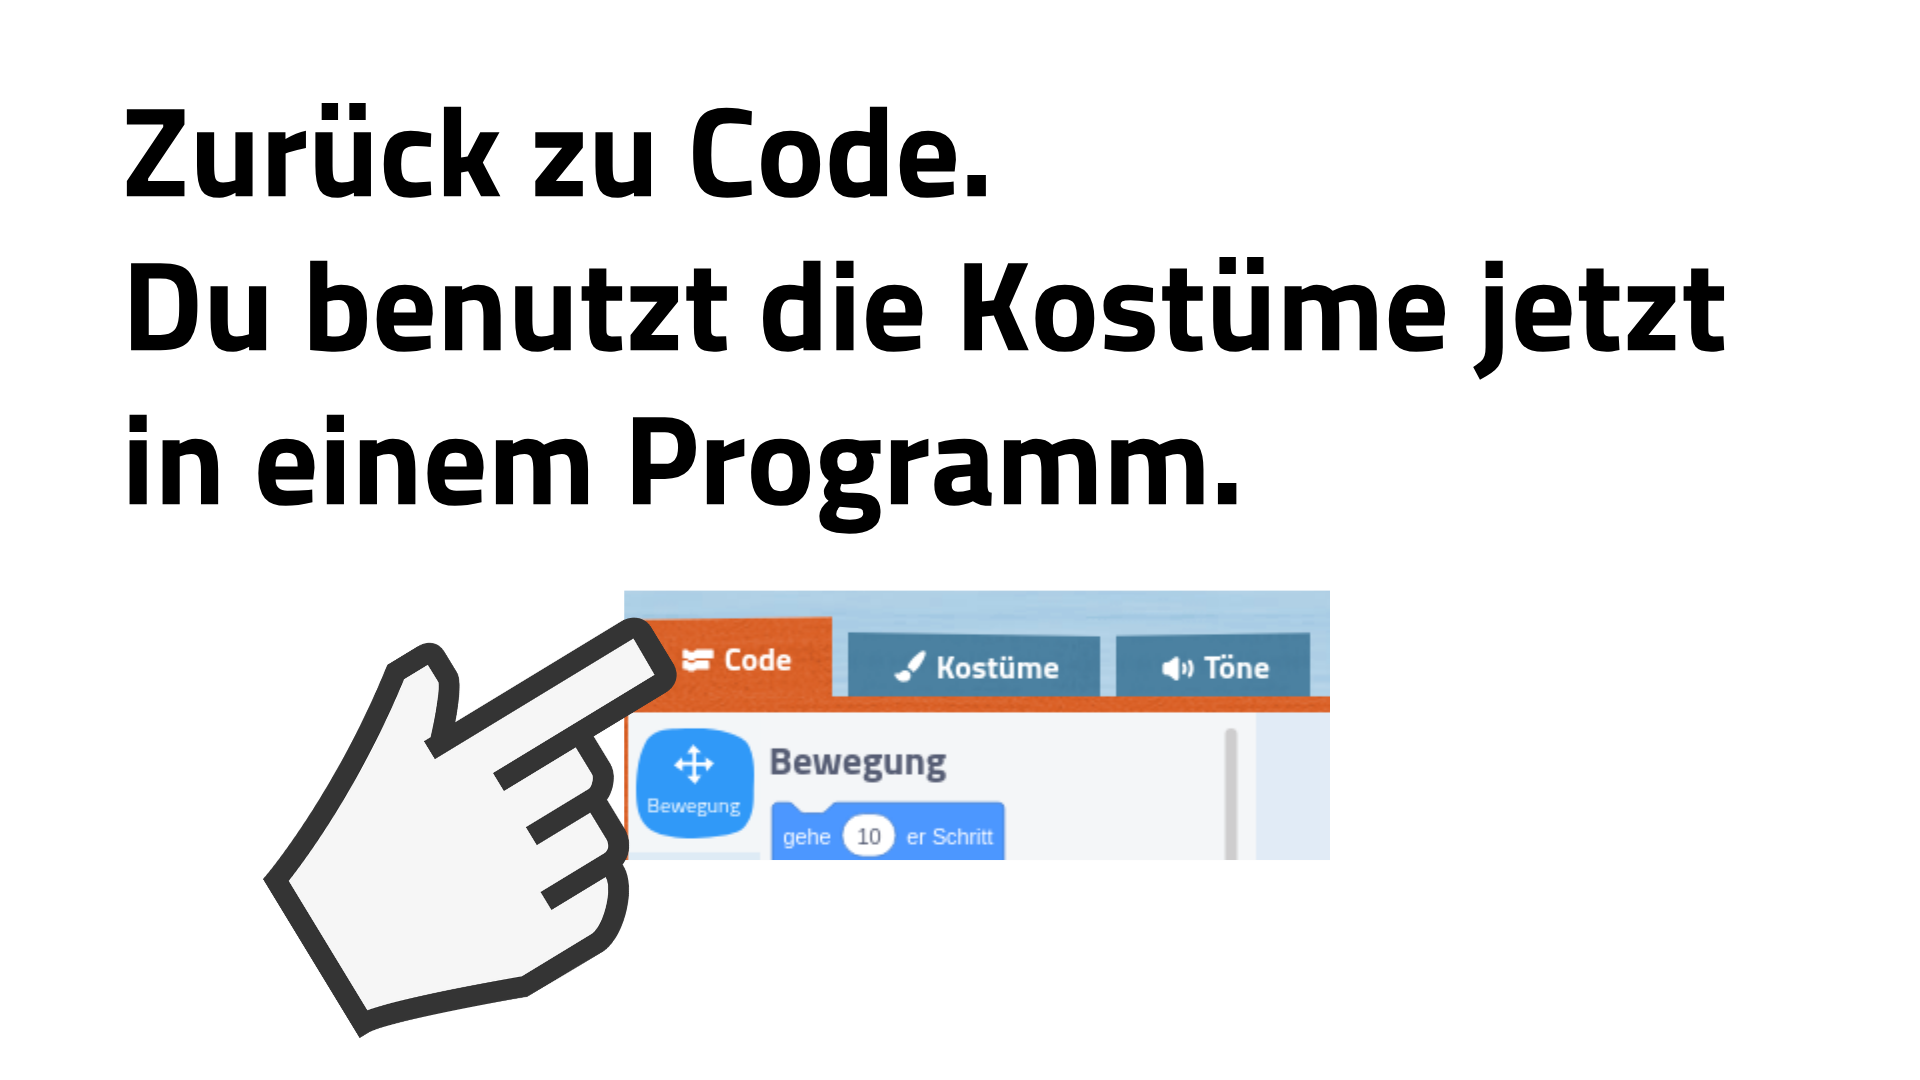 Zurück zu Code.
Du benutzt die Kostüme jetzt
in einem Programm.
Code Kostüme Töne
Bewegung
Bewegung
gehe 10 er Schritt